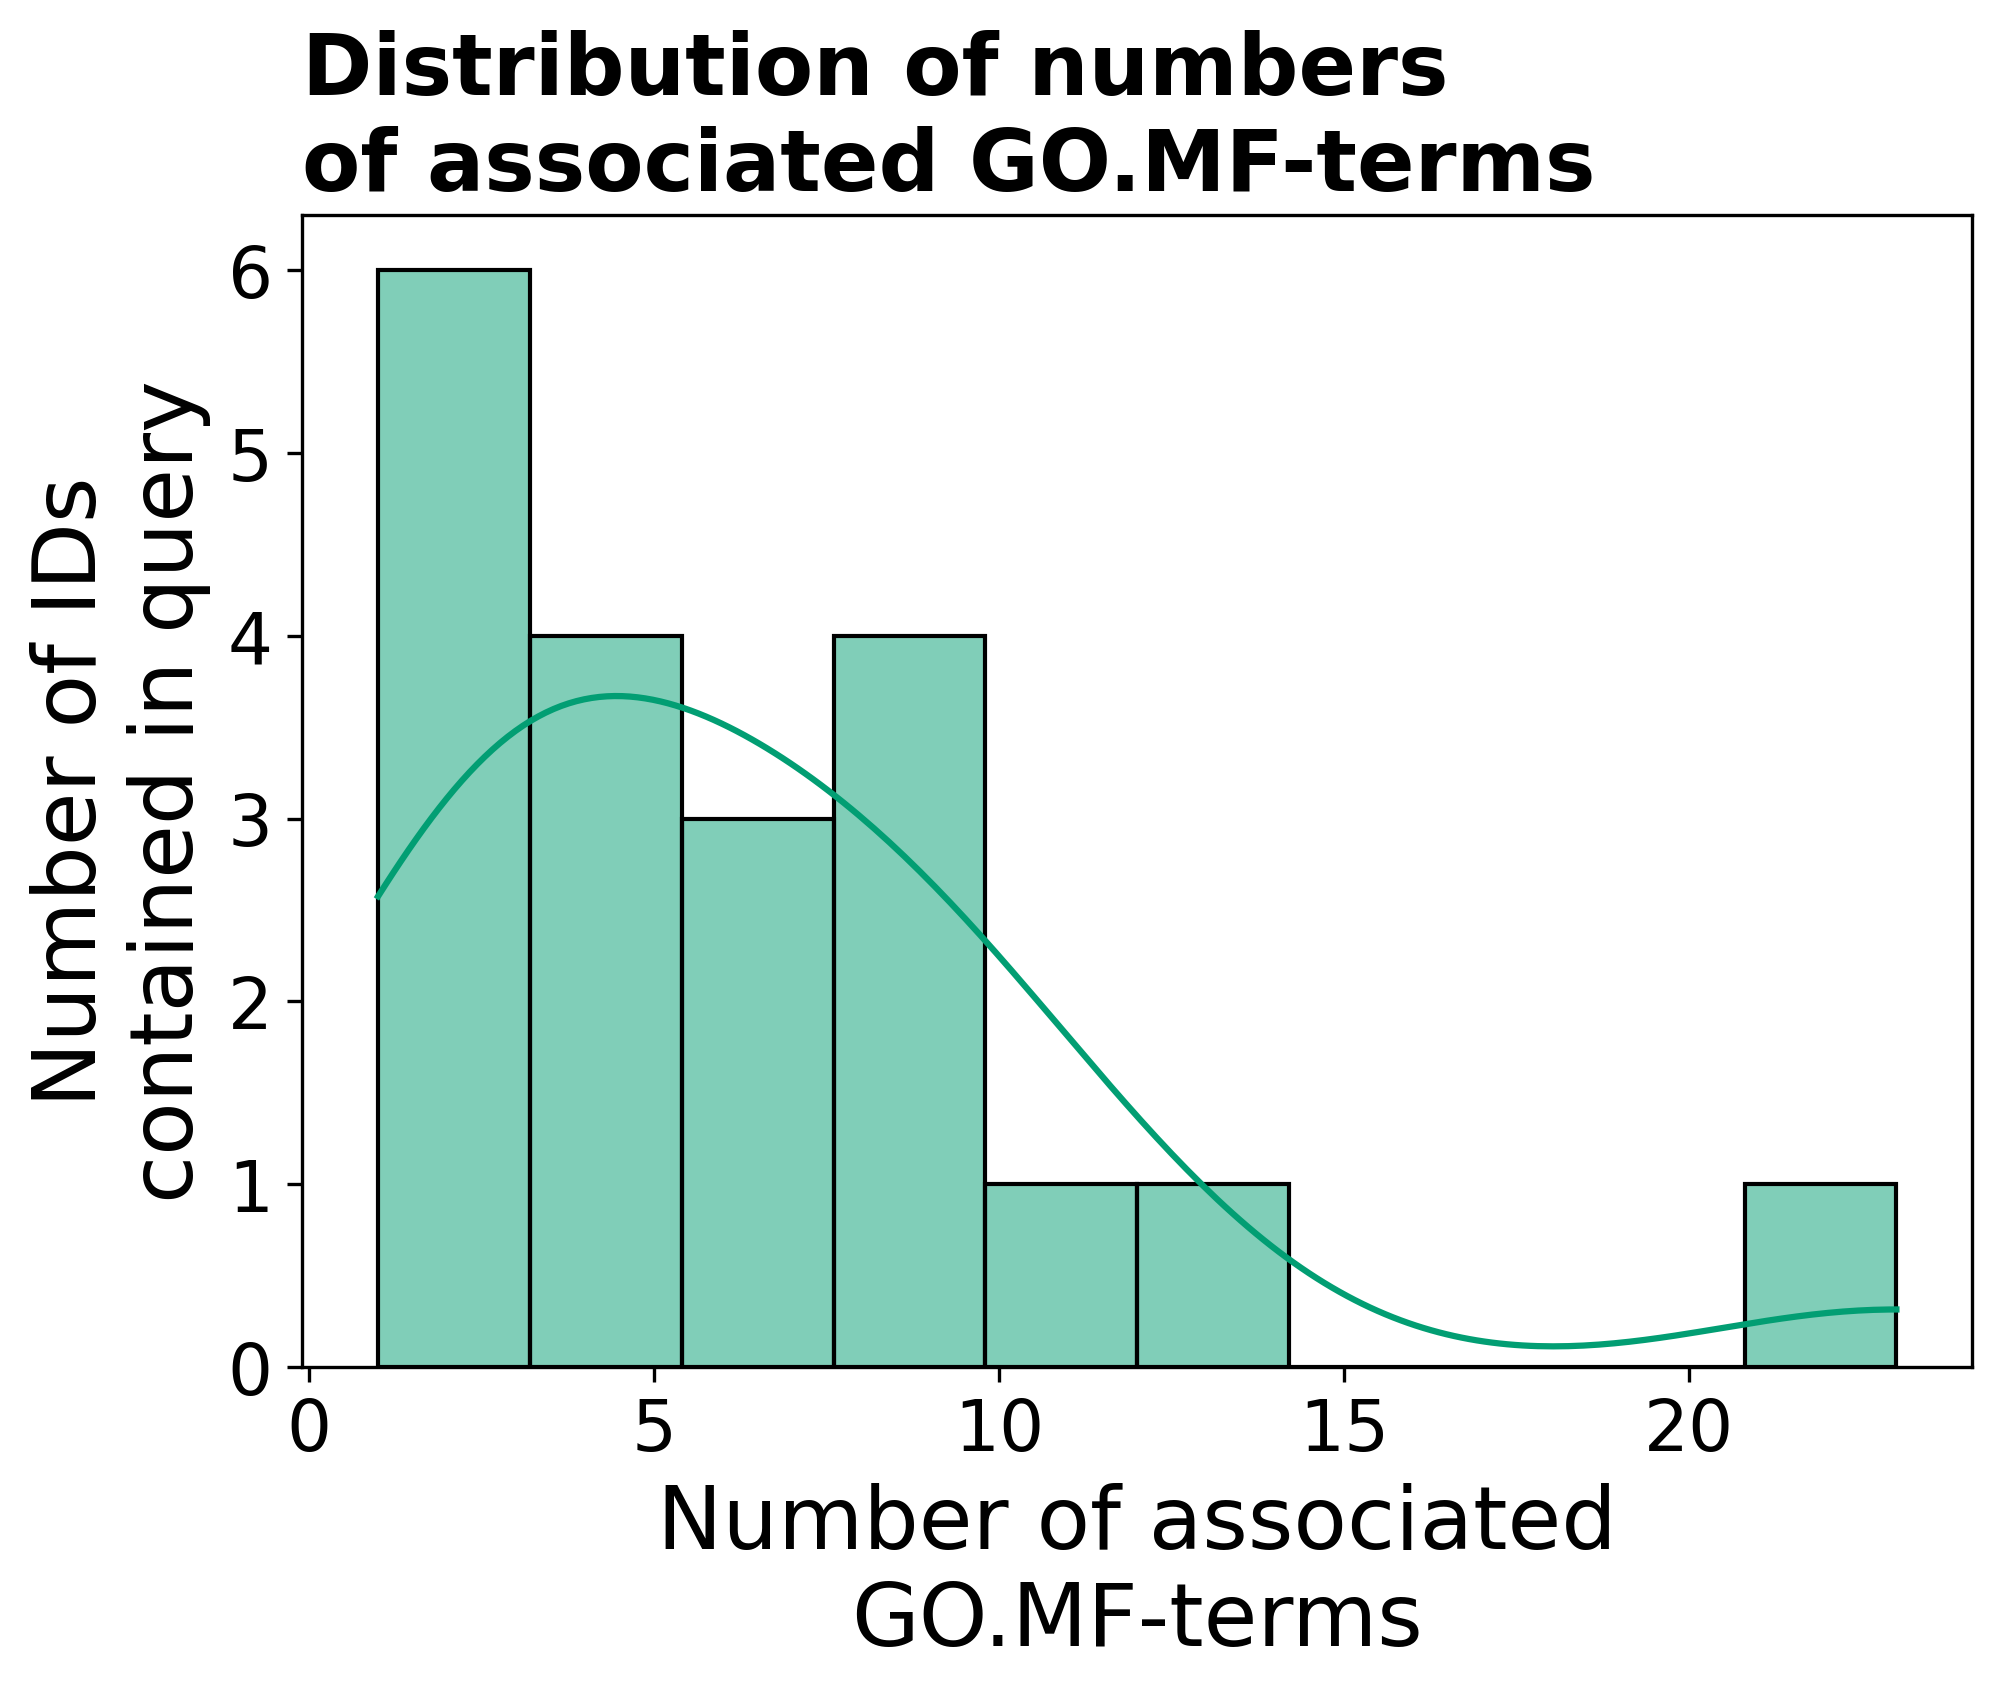 Distribution of numbers
of associated GO.MF-terms
Number of IDs
contained in query
6
5
4
3
2
1
0
0 5 10 15 20
Number of associated
GO.MF-terms